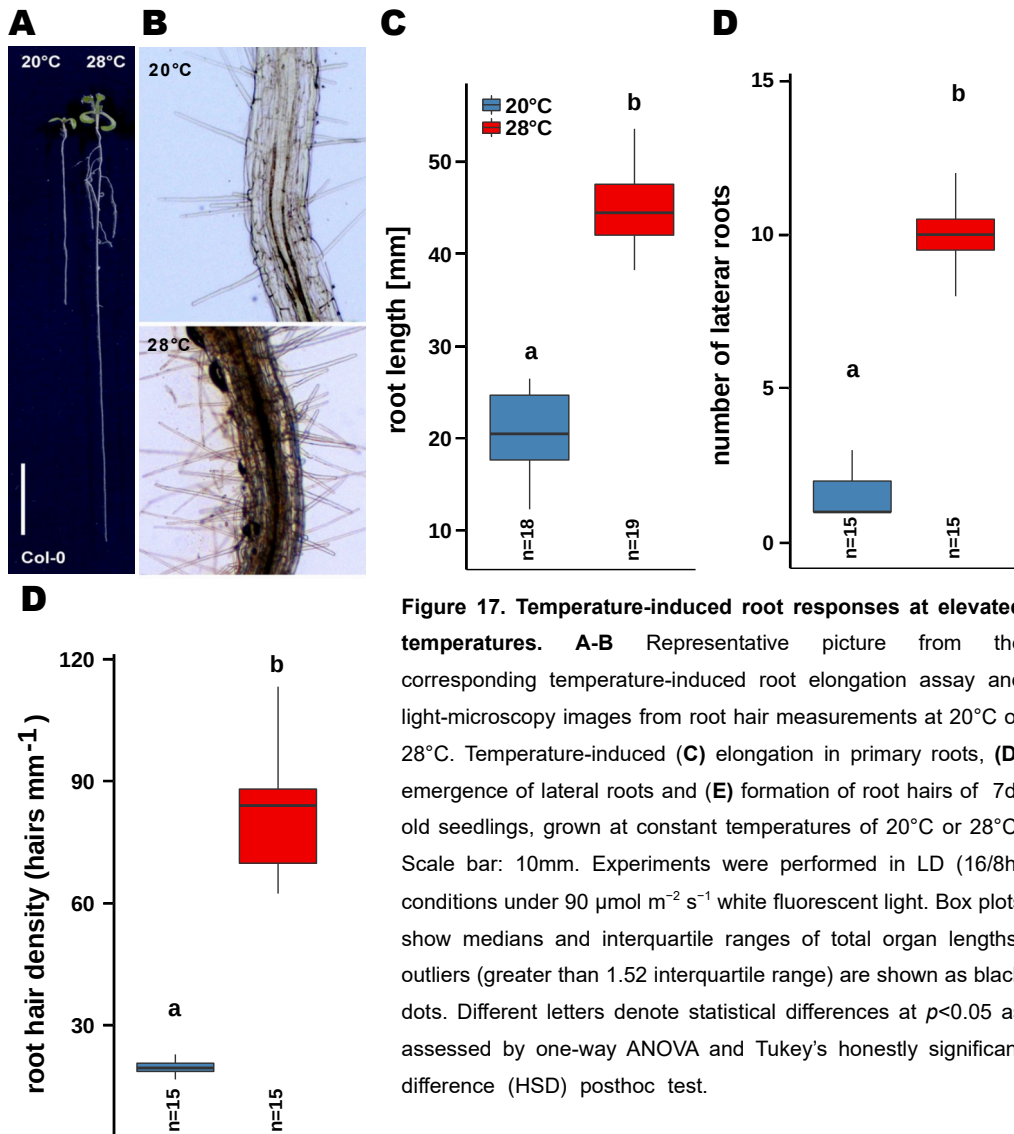 A
B
C
D
20°C 28°C
Col-0
20°C
28°C
root length [mm]
50
40
30
20
10
20°C
28°C
a
b
n=18
n=19
number of laterar roots
15
10
5
0
a
b
n=15
n=15
D
root hair density (hairs mm-1)
120
90
60
30
a
b
n=15
n=15
Figure 17. Temperature-induced root responses at elevated
temperatures. A-B Representative picture from the
corresponding temperature-induced root elongation assay and
light-microscopy images from root hair measurements at 20°C o
28°C. Temperature-induced (C) elongation in primary roots, (D
emergence of lateral roots and (E) formation of root hairs of 7d
old seedlings, grown at constant temperatures of 20°C or 28°C
Scale bar: 10mm. Experiments were performed in LD (16/8h
conditions under 90 μmol m⁻² s⁻¹ white fluorescent light. Box plots
show medians and interquartile ranges of total organ lengths
outliers (greater than 1.52 interquartile range) are shown as black
dots. Different letters denote statistical differences at p<0.05 as
assessed by one-way ANOVA and Tukey’s honestly significan
difference (HSD) posthoc test.